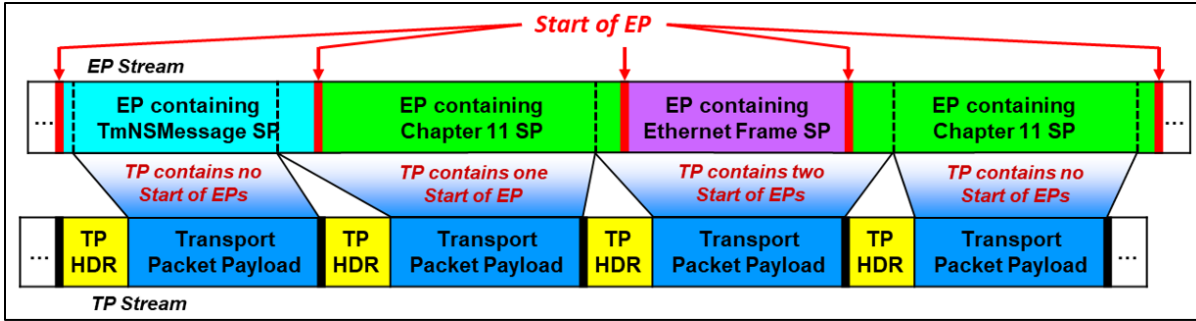 Start of EP
EP Stream
...
EP containing
TmNSMessage SP
EP containing
Chapter 11 SP
EP containing
Ethernet Frame SP
EP containing
Chapter 11 SP
...
TP contains no
Start of EPs
TP contains one
Start of EP
TP contains two
Start of EPs
TP contains no
Start of EPs
...
TP
HDR
Transport
Packet Payload
TP
HDR
Transport
Packet Payload
TP
HDR
Transport
Packet Payload
TP
HDR
Transport
Packet Payload
...
TP Stream